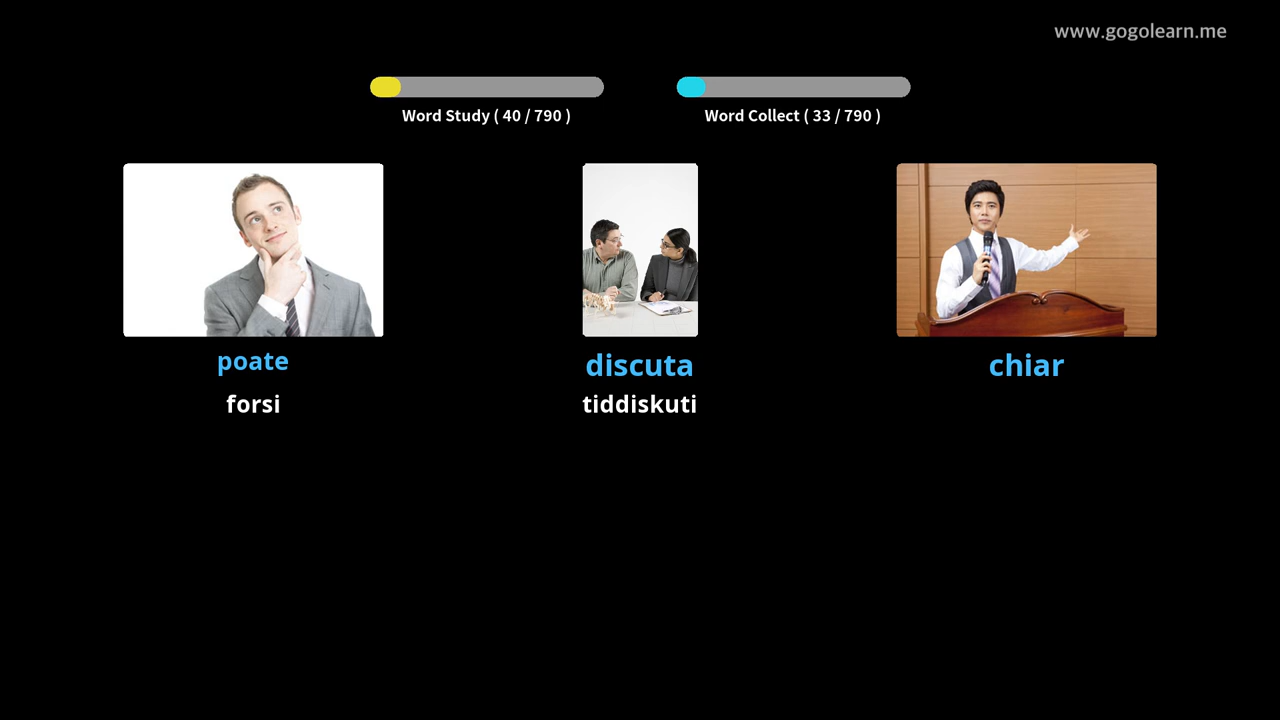 www.gogolearn.me
Word Study ( 40 / 790 )
Word Collect ( 33 / 790 )
poate
discuta
chiar
forsi
tiddiskuti